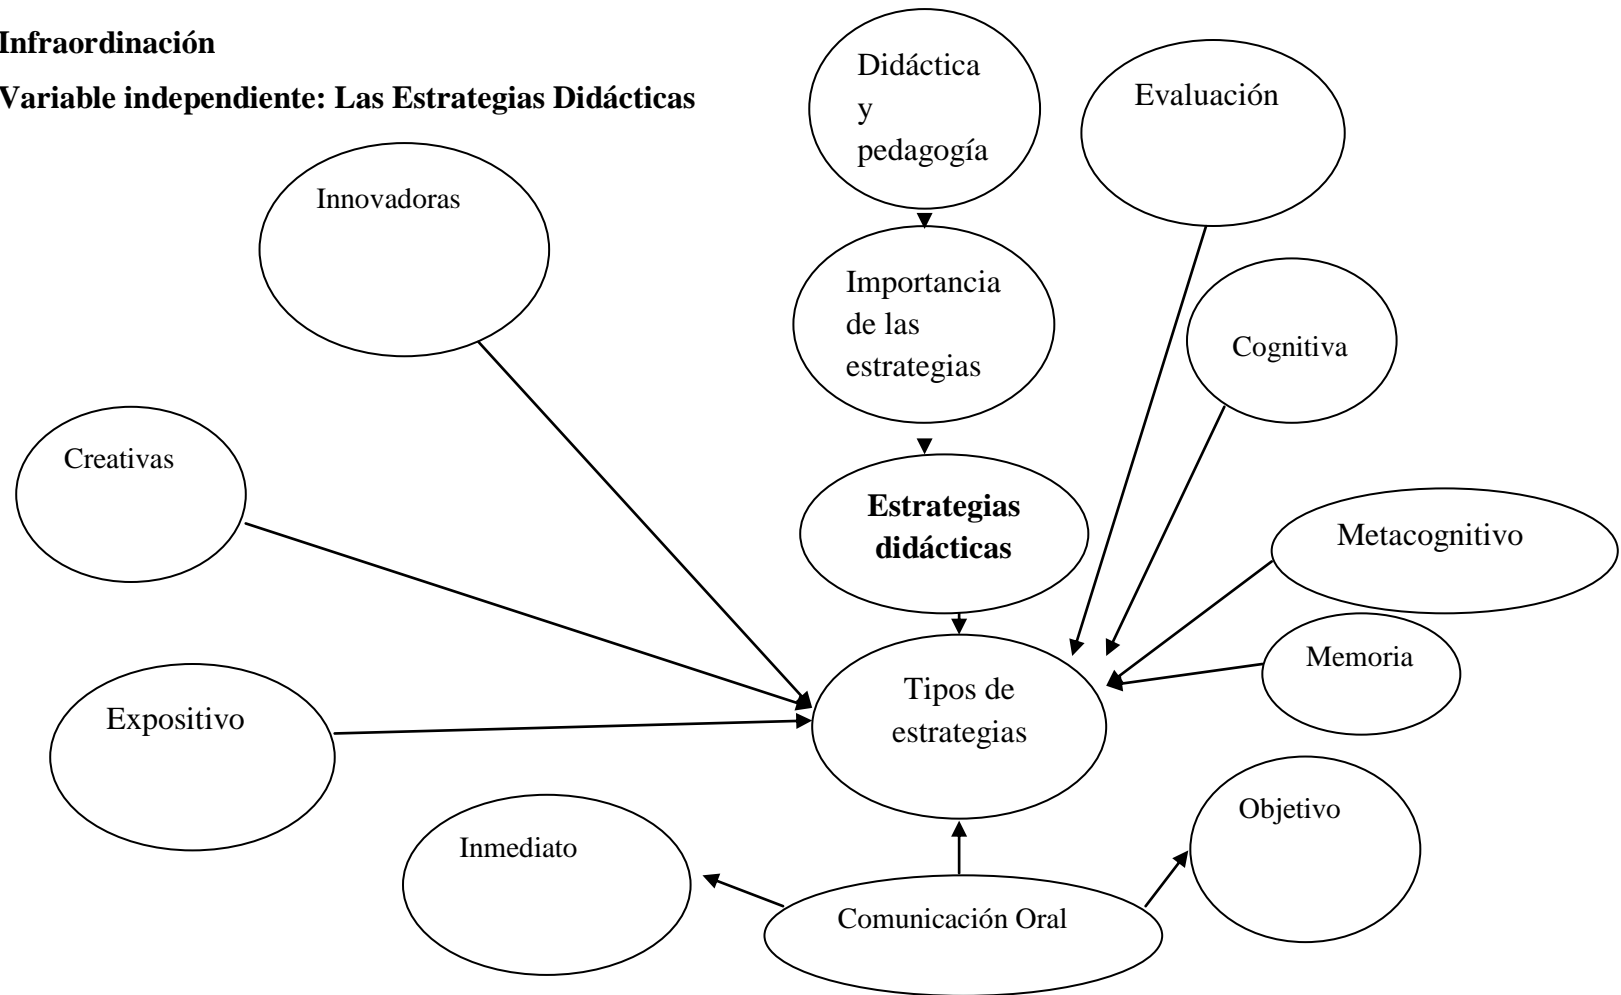 Infraordinación
Variable independiente: Las Estrategias Didácticas
Didáctica
y
pedagogía
Evaluación
Innovadoras
Importancia
de las
estrategias
Cognitiva
Creativas
Estrategias
didácticas
Metacognitivo
Memoria
Tipos de
estrategias
Expositivo
Objetivo
Inmediato
Comunicación Oral